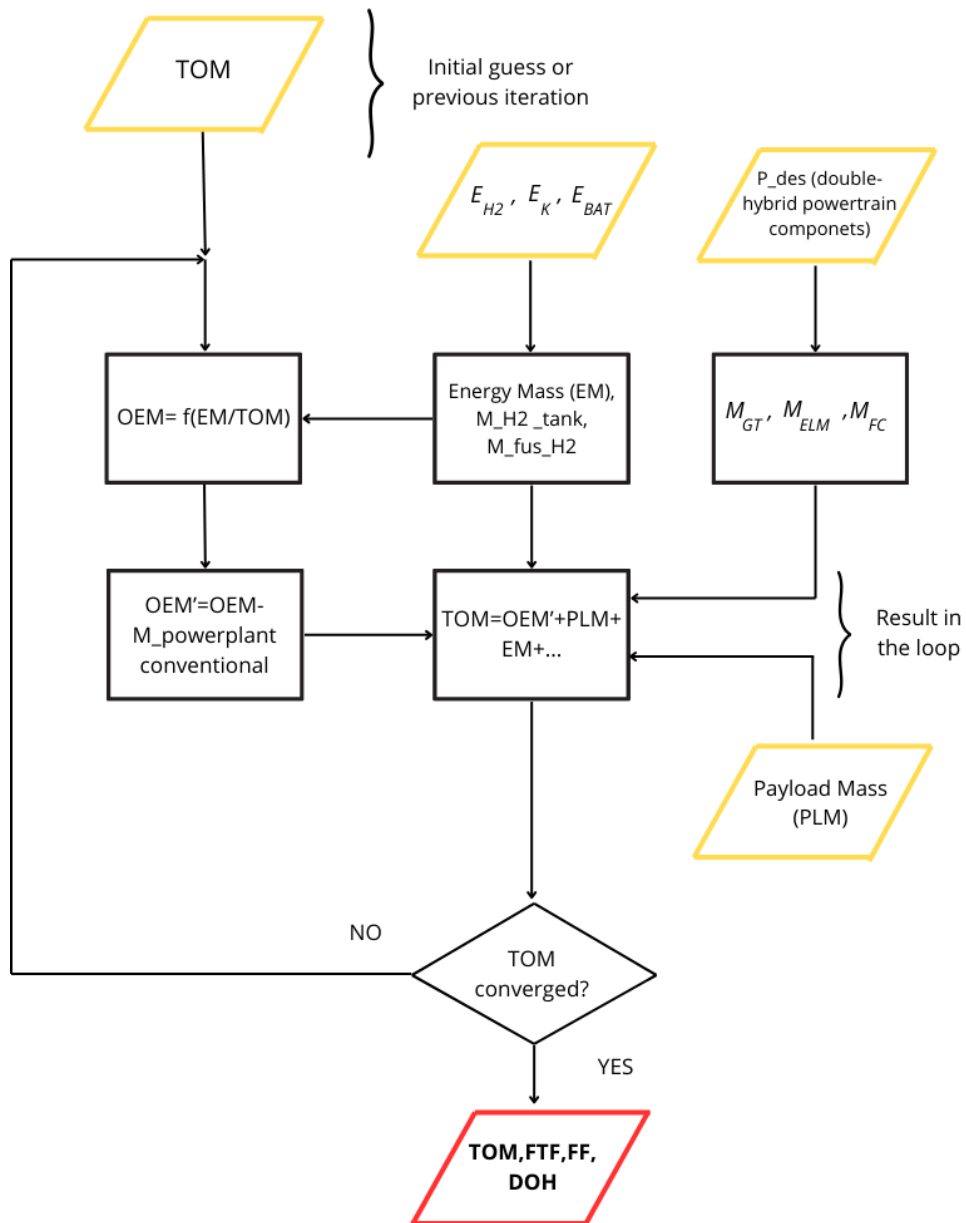 TOM
Initial guess or
previous iteration
E_H2 , E_K , E_BAT
P_des (double-
hybrid powertrain
componets)
OEM= f(EM/TOM)
Energy Mass (EM),
M_H2 _tank,
M_fus_H2
M_GT , M_ELM ,M_FC
OEM’=OEM-
M_powerplant
conventional
TOM=OEM’+PLM+
EM+...
Result in
the loop
Payload Mass
(PLM)
NO
TOM
converged?
YES
TOM,FTF,FF,
DOH